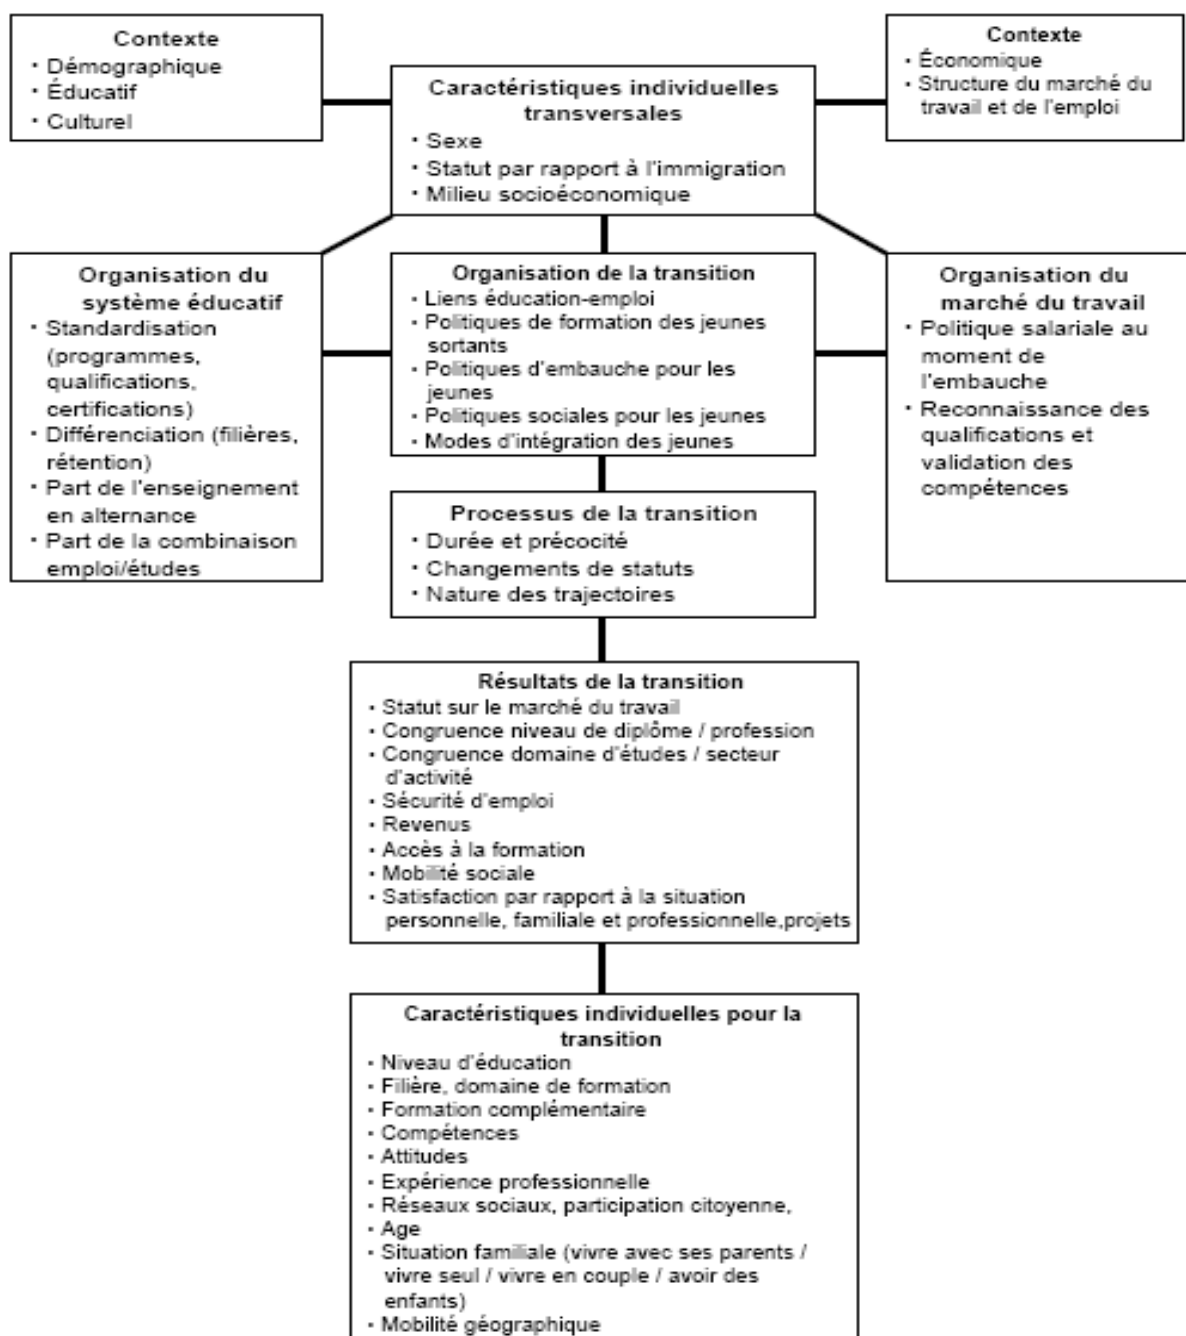 Contexte
· Démographique
· Éducatif
· Culturel
Caractéristiques individuelles
transversales
· Sexe
· Statut par rapport à l'immigration
· Milieu socioéconomique
Contexte
· Économique
· Structure du marché du
travail et de l'emploi
Organisation du
système éducatif
· Standardisation
(programmes,
qualifications,
certifications)
· Différenciation (filières,
rétention)
· Part de l'enseignement
en alternance
· Part de la combinaison
emploi/études
Organisation de la transition
· Liens éducation-emploi
· Politiques de formation des jeunes
sortants
· Politiques d'embauche pour les
jeunes
· Politiques sociales pour les jeunes
· Modes d'intégration des jeunes
Organisation du
marché du travail
· Politique salariale au
moment de
l'embauche
· Reconnaissance des
qualifications et
validation des
compétences
Processus de la transition
· Durée et précocité
· Changements de statuts
· Nature des trajectoires
Résultats de la transition
· Statut sur le marché du travail
· Congruence niveau de diplôme / profession
· Congruence domaine d'études / secteur
d'activité
· Sécurité d'emploi
· Revenus
· Accès à la formation
· Mobilité sociale
· Satisfaction par rapport à la situation
personnelle, familiale et professionnelle,projets
Caractéristiques individuelles pour la
transition
· Niveau d'éducation
· Filière, domaine de formation
· Formation complémentaire
· Compétences
· Attitudes
· Expérience professionnelle
· Réseaux sociaux, participation citoyenne,
· Age
· Situation familiale (vivre avec ses parents /
vivre seul / vivre en couple / avoir des
enfants)
· Mobilité géographique